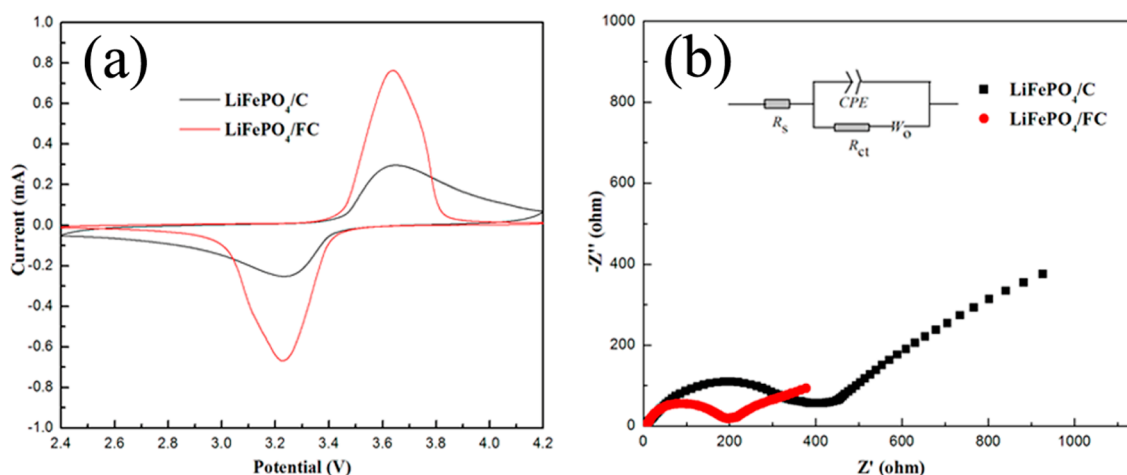 (a)
LiFePO4/C
LiFePO4/FC
Current (mA)
1.0
0.8
0.6
0.4
0.2
0.0
-0.2
-0.4
-0.6
-0.8
-1.0
2.4 2.6 2.8 3.0 3.2 3.4 3.6 3.8 4.0 4.2
Potential (V)
(b)
LiFePO4/C
LiFePO4/FC
CPE
Rs
Rct
Wo
-Z'' (ohm)
1000
800
600
400
200
0
0 200 400 600 800 1000
Z' (ohm)